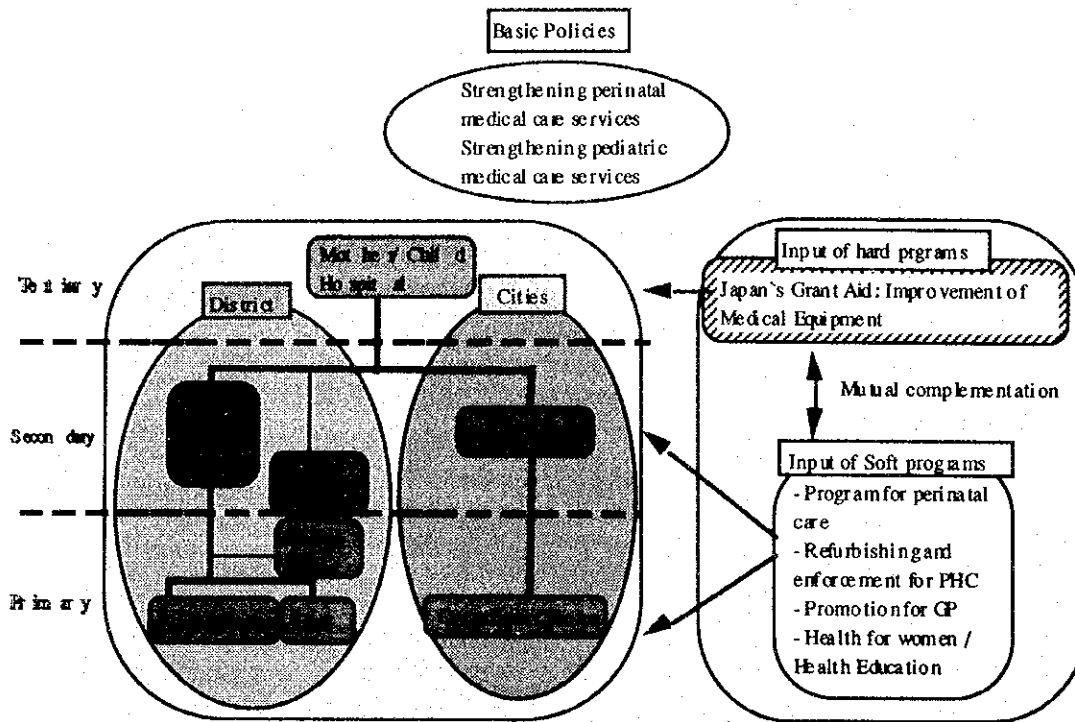 Basic Policies
Strengthening perinatal
medical care services
Strengthening pediatric
medical care services
Mother/ Child
Hospital
Tertiary
District
Cities
Input of hard prgrams
Japan`s Grant Aid: Improvement of
Medical Equipment
Mutual complementation
Secondary
Input of Soft programs
- Program for perinatal
care
- Refurbishing and
enforcement for PHC
- Promotion for GP
- Health for women /
Health Education
Primary